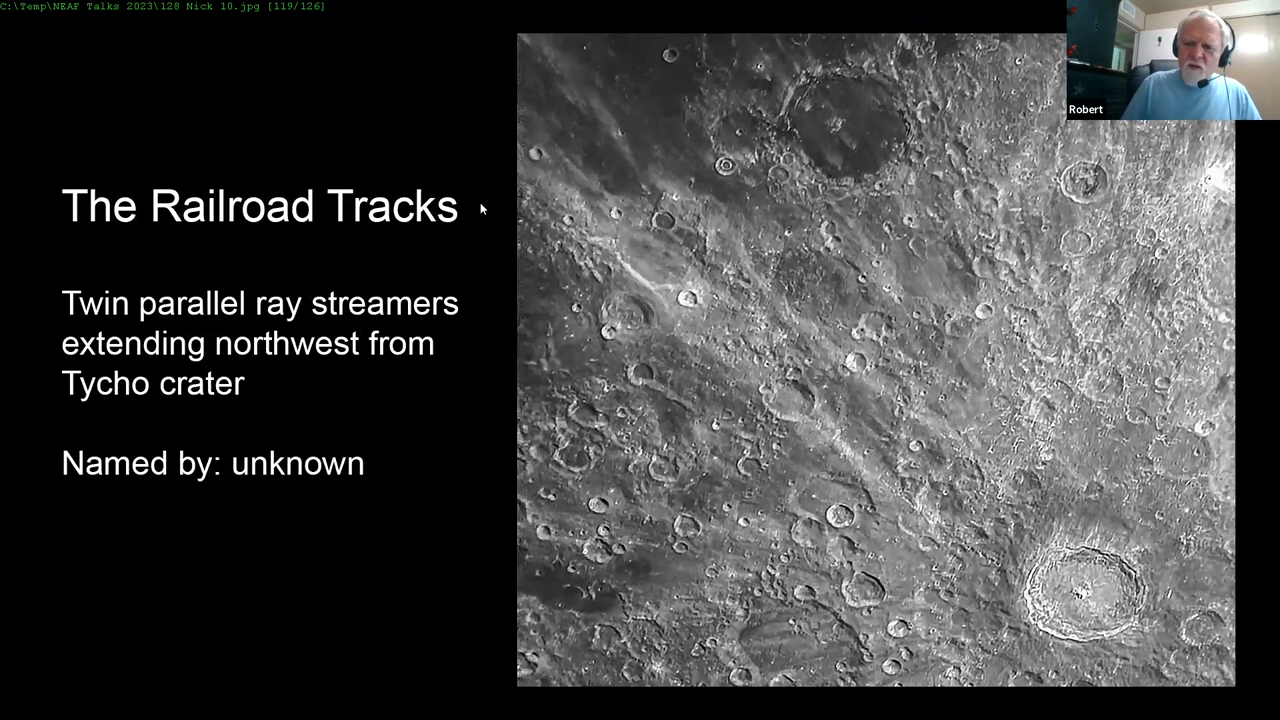 C:\Temp\NEAF Talks 2023\128 Nick 10.jpg [119/126]
Robert
The Railroad Tracks
Twin parallel ray streamers
extending northwest from
Tycho crater
Named by: unknown